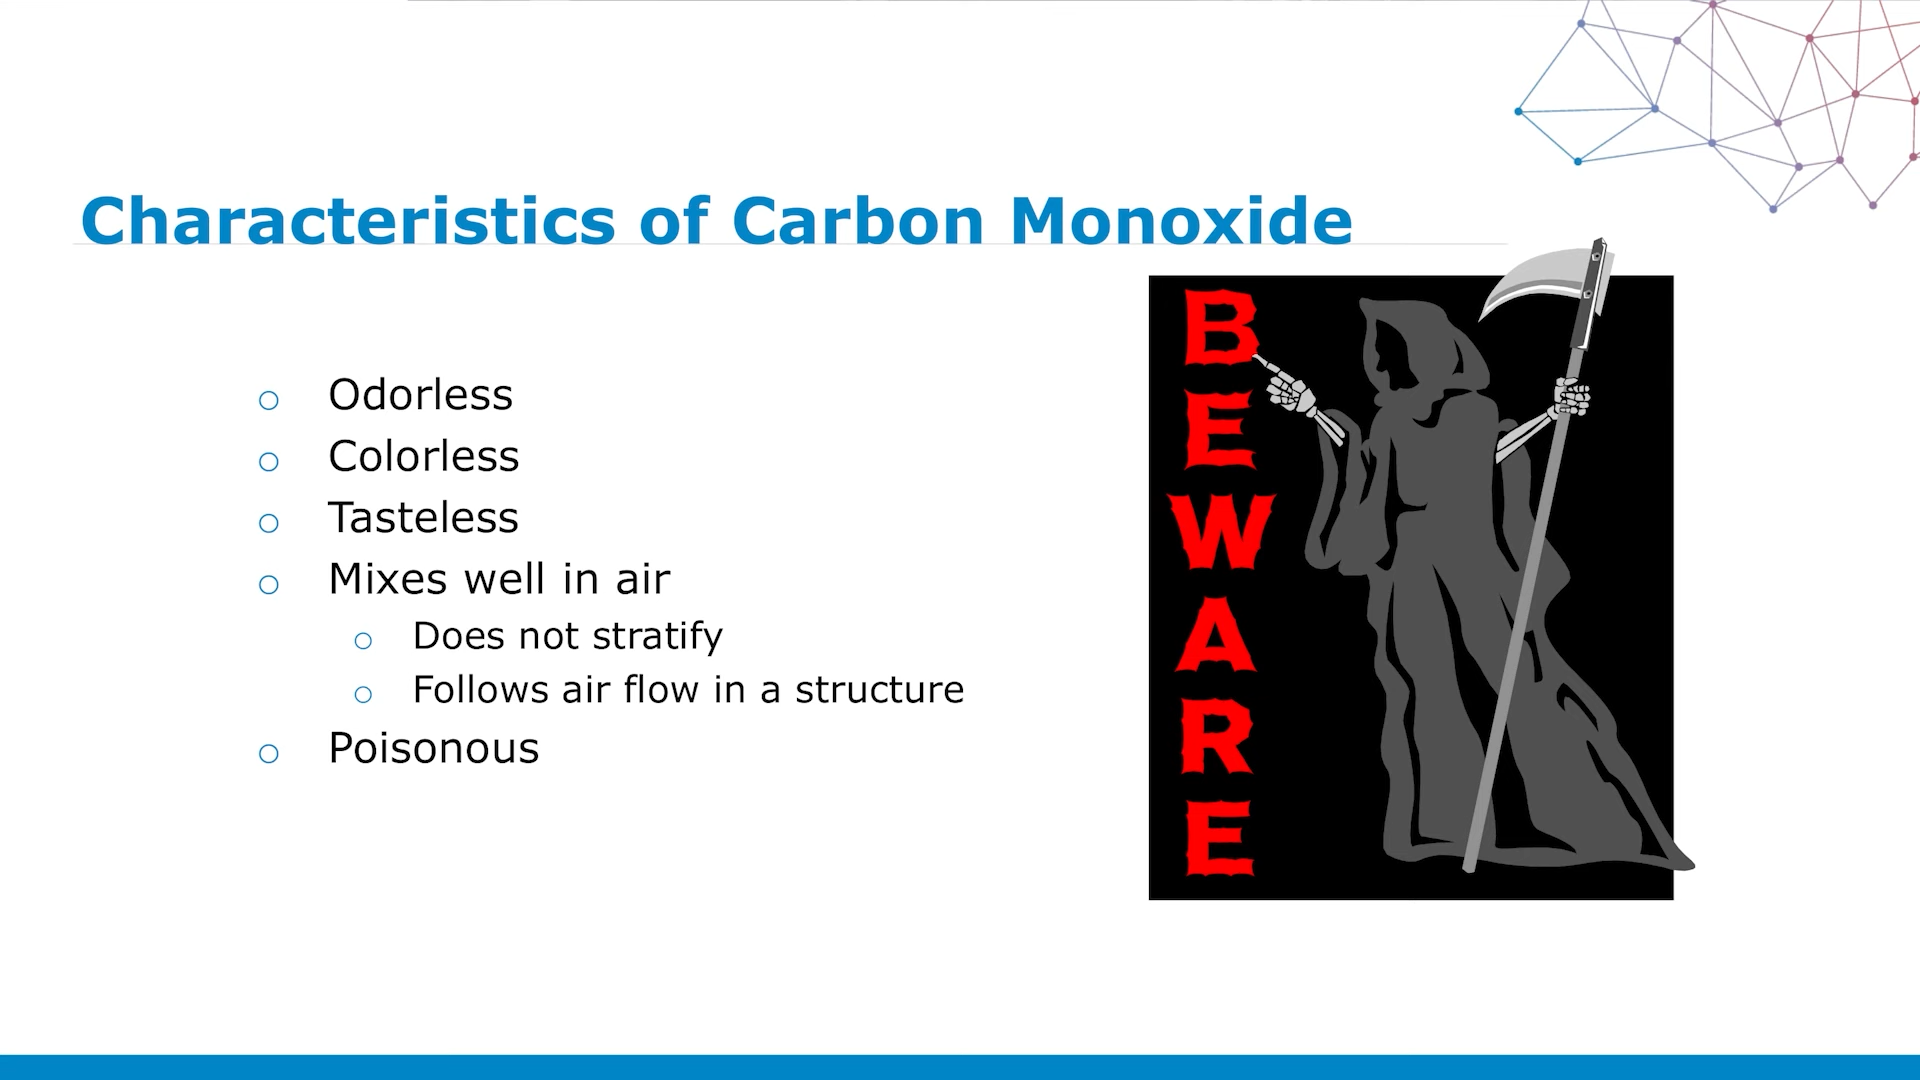 Characteristics of Carbon Monoxide
Odorless
Colorless
Tasteless
Mixes well in air
Does not stratify
Follows air flow in a structure
Poisonous
BEWARE